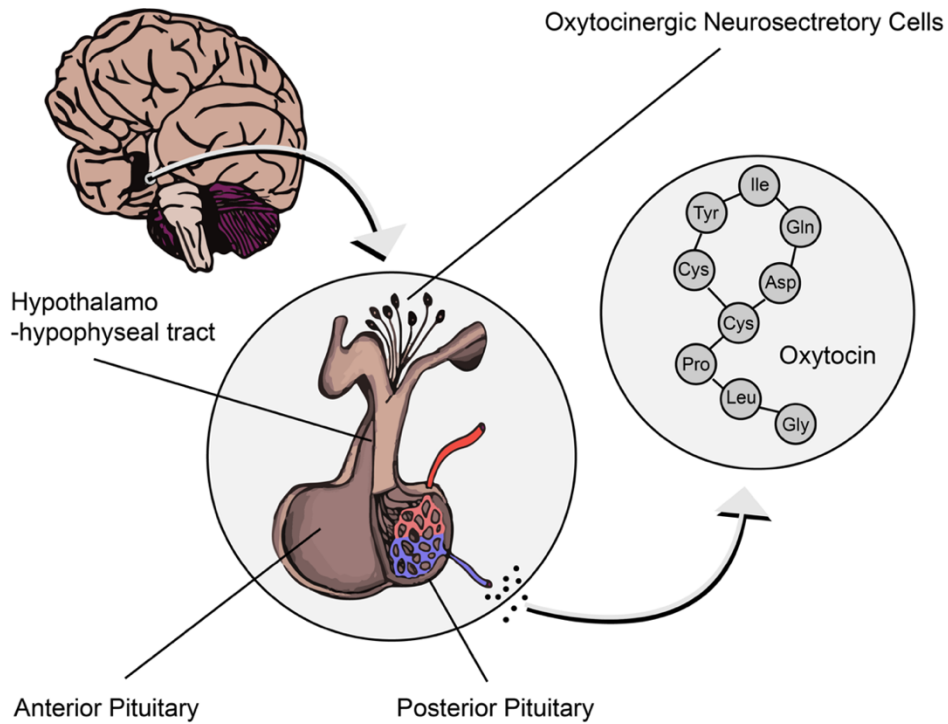 Oxytocinergic Neurosectretory Cells
Ile
Tyr
Gln
Cys
Asp
Cys
Pro
Oxytocin
Leu
Gly
Hypothalamo
-hypophyseal tract
Anterior Pituitary
Posterior Pituitary